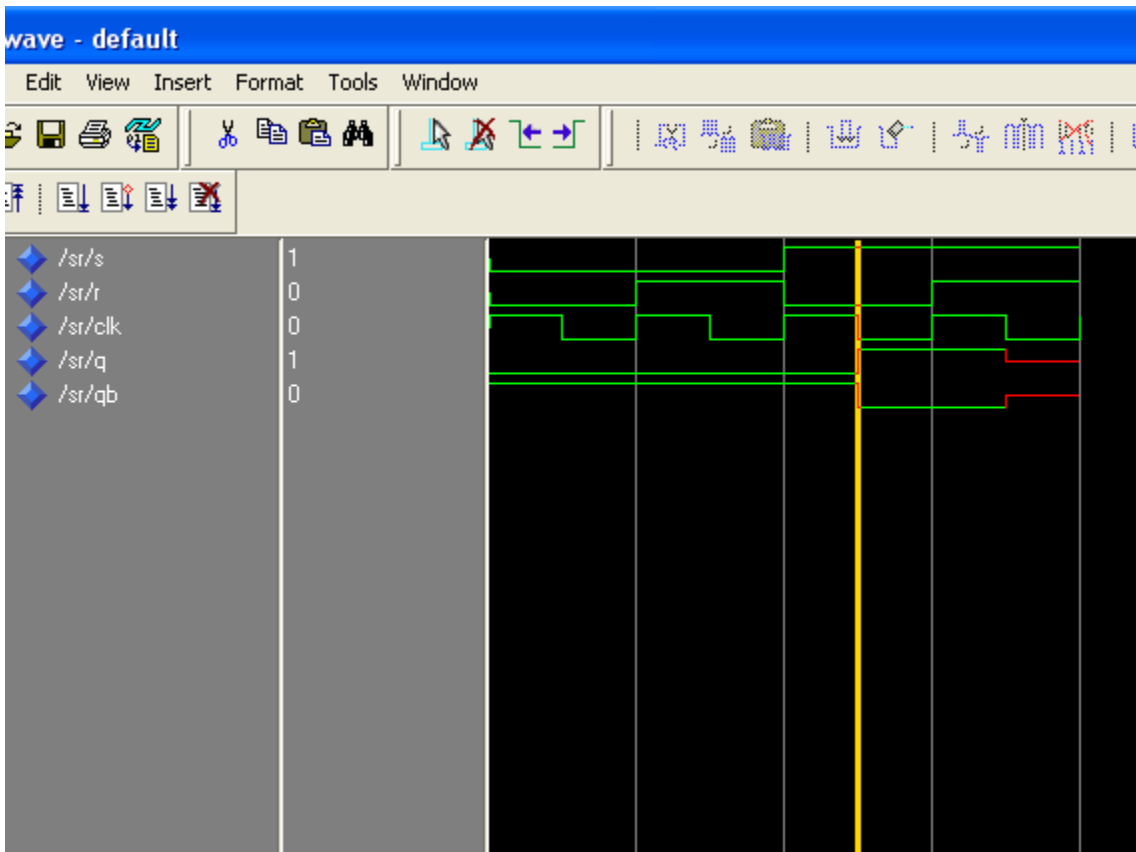 wave - default
Edit View Insert Format Tools Window
/sr/s 1
/sr/r 0
/sr/clk 0
/sr/q 1
/sr/qb 0